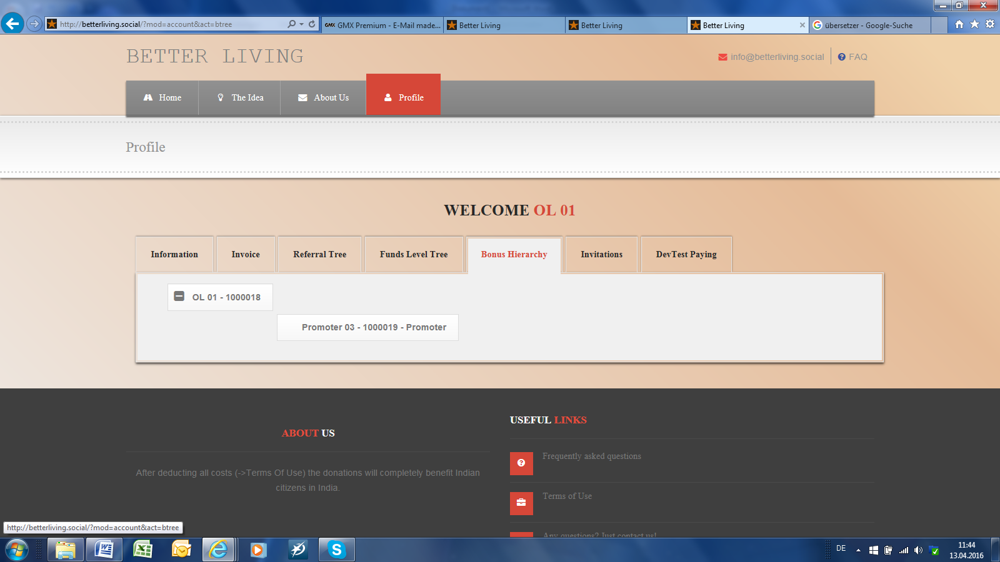 http://betterliving.social/?mod=account&act=btree
GMX GMX Premium - E-Mail made...
Better Living
Better Living
Better Living
übersetzer - Google-Suche
BETTER LIVING
info@betterliving.social
FAQ
Home
The Idea
About Us
Profile
Profile
WELCOME OL 01
Information
Invoice
Referral Tree
Funds Level Tree
Bonus Hierarchy
Invitations
DevTest Paying
OL 01 - 1000018
Promoter 03 - 1000019 - Promoter
ABOUT US
After deducting all costs (->Terms Of Use) the donations will completely benefit Indian
citizens in India.
USEFUL LINKS
Frequently asked questions
Terms of Use
Any questions? Just contact us!
http://betterliving.social/?mod=account&act=btree
DE
11:44
13.04.2016